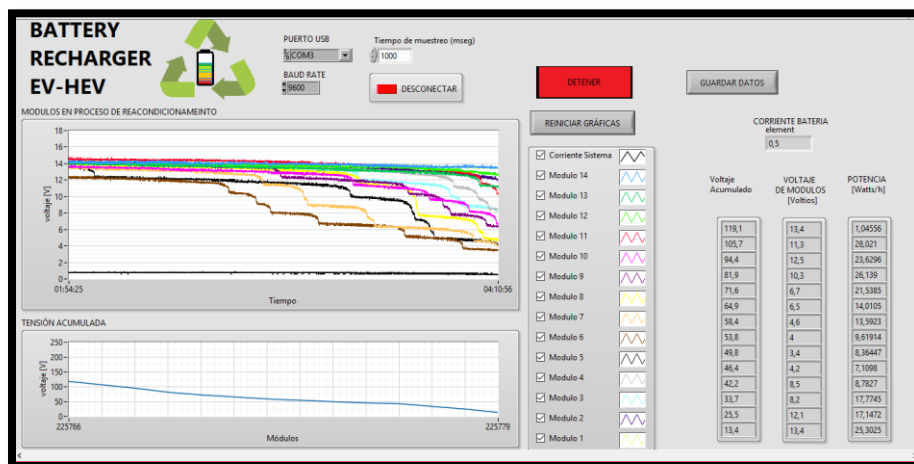 BATTERY
RECHARGER
EV-HEV
PUERTO USB
COM3
BAUD RATE
9600
Tiempo de muestreo (mseg)
1000
DESCONECTAR
DETENER
GUARDAR DATOS
MODULOS EN PROCESO DE REACONDICIONAMEINTO
voltaje [V]
18
16
14
12
10
8
6
4
2
0
01:54:25
04:10:56
Tiempo
TENSIÓN ACUMULADA
voltaje [V]
250
200
150
100
50
0
225766
225779
Módulos
REINICIAR GRÁFICAS
Corriente Sistema
Modulo 14
Modulo 13
Modulo 12
Modulo 11
Modulo 10
Modulo 9
Modulo 8
Modulo 7
Modulo 6
Modulo 5
Modulo 4
Modulo 3
Modulo 2
Modulo 1
CORRIENTE BATERIA
element
0,5
Voltaje
Acumulado
119,1
105,7
94,4
81,9
71,6
64,9
58,4
53,8
49,8
46,4
42,2
33,7
25,5
13,4
VOLTAJE
DE MODULOS
[Voltios]
13,4
11,3
12,5
10,3
6,7
6,5
4,6
4
3,4
4,2
8,5
8,2
12,1
13,4
POTENCIA
[Watts/h]
1,04556
28,021
23,6296
26,139
21,5385
14,0105
13,5923
9,61914
8,36447
7,1098
8,7827
17,7745
17,1472
25,3025